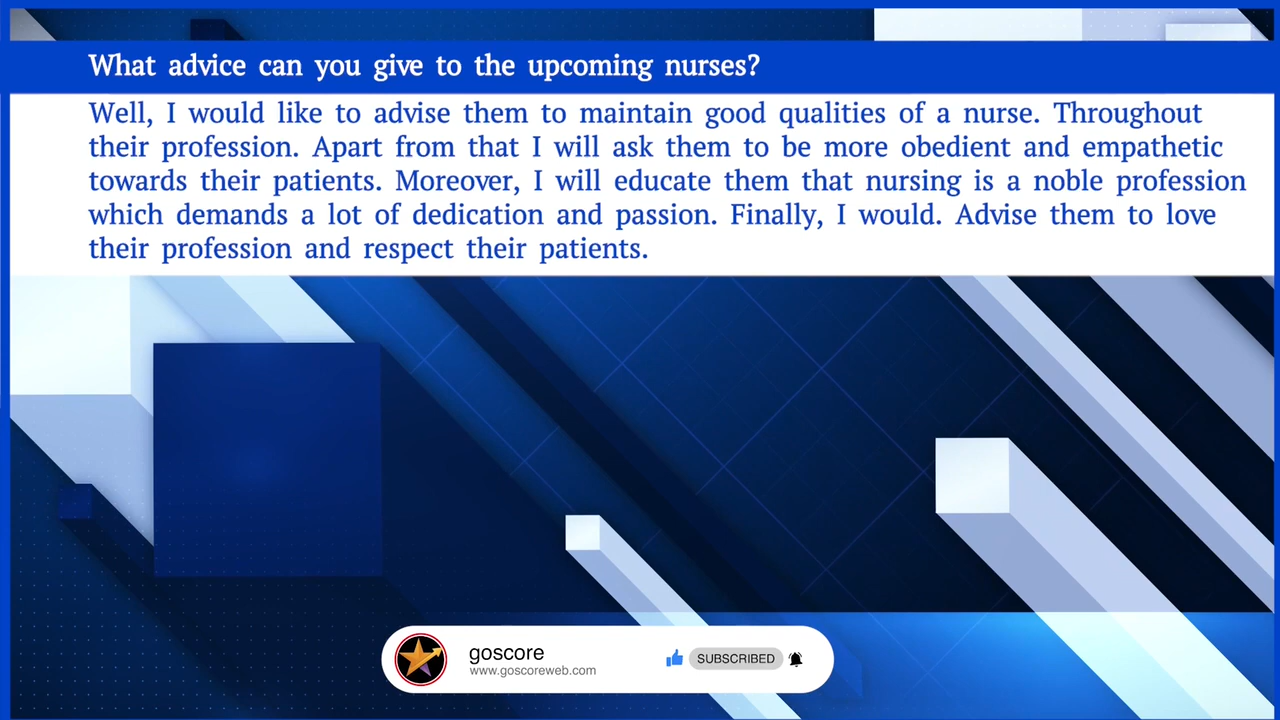 What advice can you give to the upcoming nurses?
Well, I would like to advise them to maintain good qualities of a nurse. Throughout
their profession. Apart from that I will ask them to be more obedient and empathetic
towards their patients. Moreover, I will educate them that nursing is a noble profession
which demands a lot of dedication and passion. Finally, I would. Advise them to love
their profession and respect their patients.
goscore
www.goscoreweb.com
SUBSCRIBED